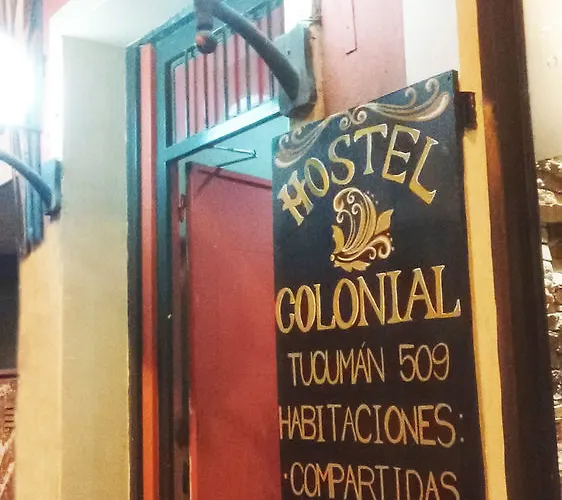 HOSTEL
COLONIAL
TUCUMÁN 509
HABITACIONES:
·COMPARTIDAS